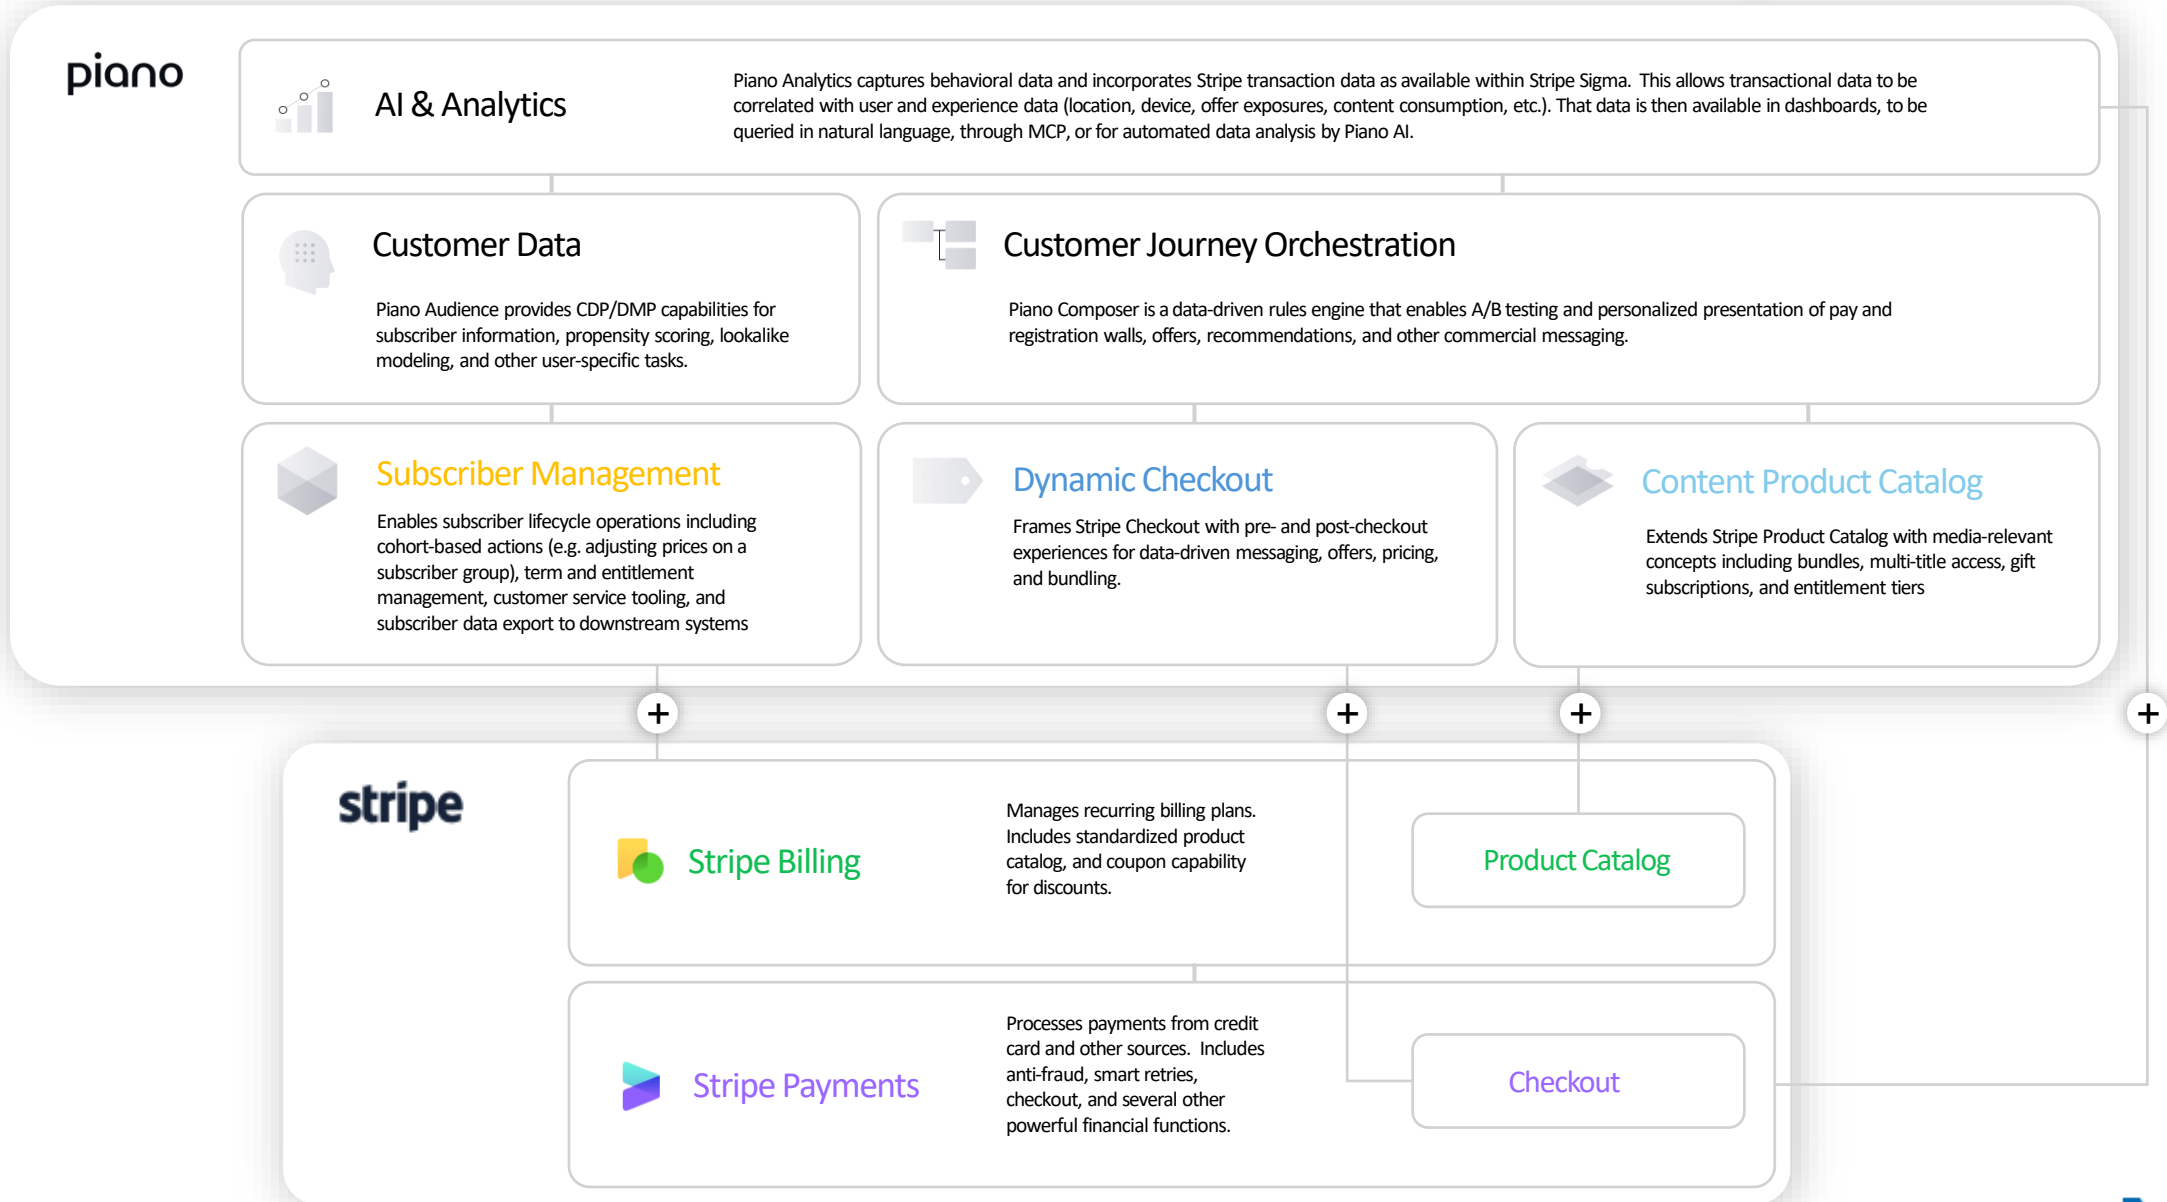 piano
AI & Analytics
Piano Analytics captures behavioral data and incorporates Stripe transaction data as available within Stripe Sigma. This allows transactional data to be
correlated with user and experience data (location, device, offer exposures, content consumption, etc.). That data is then available in dashboards, to be
queried in natural language, through MCP, or for automated data analysis by Piano AI.
Customer Data
Piano Audience provides CDP/DMP capabilities for
subscriber information, propensity scoring, lookalike
modeling, and other user-specific tasks.
Customer Journey Orchestration
Piano Composer is a data-driven rules engine that enables A/B testing and personalized presentation of pay and
registration walls, offers, recommendations, and other commercial messaging.
Subscriber Management
Enables subscriber lifecycle operations including
cohort-based actions (e.g. adjusting prices on a
subscriber group), term and entitlement
management, customer service tooling, and
subscriber data export to downstream systems
Dynamic Checkout
Frames Stripe Checkout with pre- and post-checkout
experiences for data-driven messaging, offers, pricing,
and bundling.
Content Product Catalog
Extends Stripe Product Catalog with media-relevant
concepts including bundles, multi-title access, gift
subscriptions, and entitlement tiers
+ + + +
stripe
Stripe Billing
Manages recurring billing plans.
Includes standardized product
catalog, and coupon capability
for discounts.
Product Catalog
Stripe Payments
Processes payments from credit
card and other sources. Includes
anti-fraud, smart retries,
checkout, and several other
powerful financial functions.
Checkout